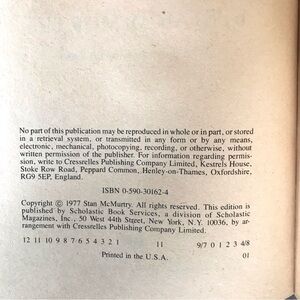 No part of this publication may be reproduced in whole or in part, or stored
in a retrieval system, or transmitted in any form or by any means,
electronic, mechanical, photocopying, recording, or otherwise, without
written permission of the publisher. For information regarding permis-
sion, write to Cressrelles Publishing Company Limited, Kestrels House,
Stoke Row Road, Peppard Common, Henley-on-Thames, Oxfordshire,
RG9 5EP, England.
ISBN 0-590-30162-4
Copyright © 1977 Stan McMurtry. All rights reserved. This edition is
published by Scholastic Book Services, a division of Scholastic
Magazines, Inc., 50 West 44th Street, New York, N.Y. 10036, by ar-
rangement with Cressrelles Publishing Company Limited.
12 11 10 9 8 7 6 5 4 3 2 1 11 9/7 0 1 2 3 4/8
Printed in the U.S.A. 01